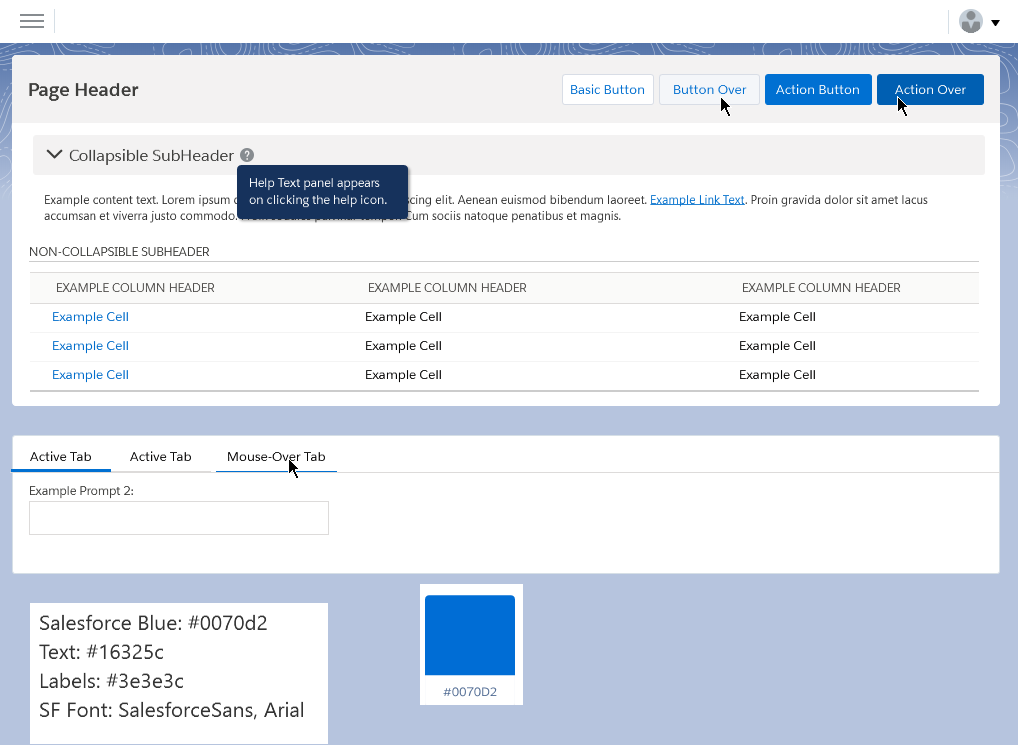 Page Header
Basic Button
Button Over
Action Button
Action Over
Collapsible SubHeader ?
Help Text panel appears
on clicking the help icon.
Example content text. Lorem ipsum cing elit. Aenean euismod bibendum laoreet. Example Link Text. Proin gravida dolor sit amet lacus
accumsan et viverra justo commodo. Cum sociis natoque penatibus et magnis.
NON-COLLAPSIBLE SUBHEADER
EXAMPLE COLUMN HEADER EXAMPLE COLUMN HEADER EXAMPLE COLUMN HEADER
Example Cell Example Cell Example Cell
Example Cell Example Cell Example Cell
Example Cell Example Cell Example Cell
Active Tab Active Tab Mouse-Over Tab
Example Prompt 2:
Salesforce Blue: #0070d2
Text: #16325c
Labels: #3e3e3c
SF Font: SalesforceSans, Arial
#0070D2